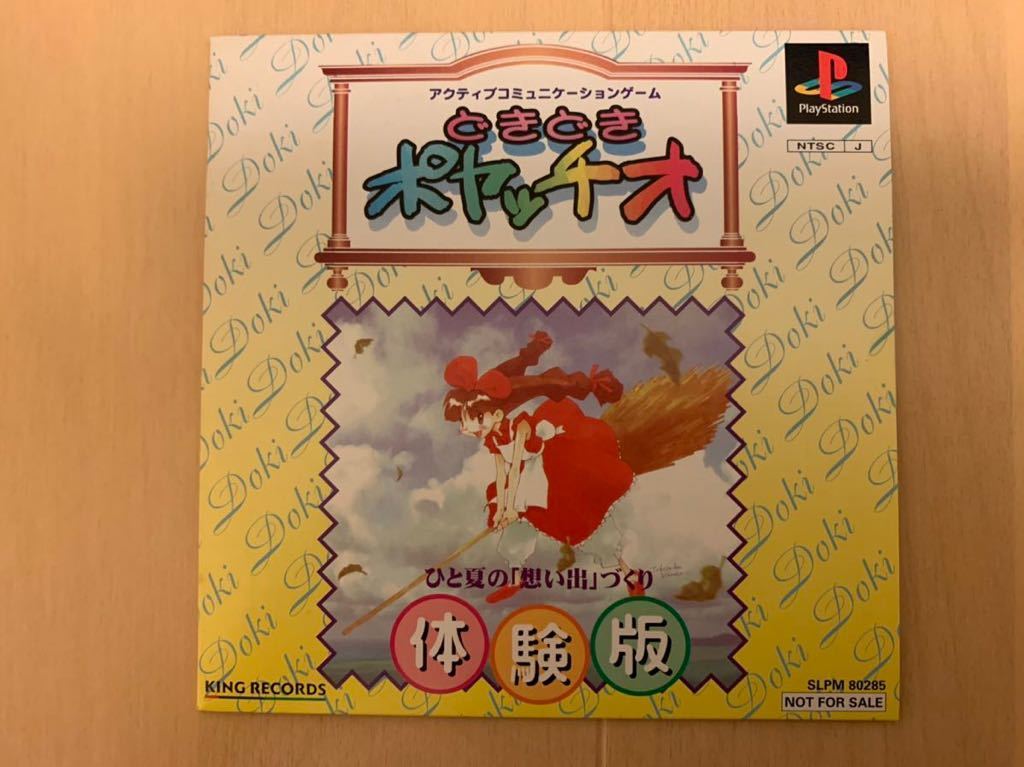 アクティブコミュニケーションゲーム
どきどき
ポヤッチオ
PlayStation
NTSC J
Doki Doki
ひと夏の「想い出」づくり
体験版
KING RECORDS
SLPM 80285
NOT FOR SALE